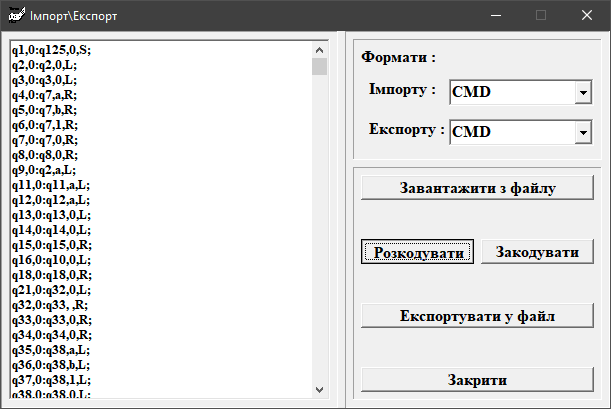 Імпорт\Експорт
q1,0:q125,0,S;
q2,0:q2,0,L;
q3,0:q3,0,L;
q4,0:q7,a,R;
q5,0:q7,b,R;
q6,0:q7,1,R;
q7,0:q7,0,R;
q8,0:q8,0,R;
q9,0:q2,a,L;
q11,0:q11,a,L;
q12,0:q12,a,L;
q13,0:q13,0,L;
q14,0:q14,0,L;
q15,0:q15,0,R;
q16,0:q10,0,L;
q18,0:q18,0,R;
q21,0:q32,0,L;
q32,0:q33, ,R;
q33,0:q33,0,R;
q34,0:q34,0,R;
q35,0:q38,a,L;
q36,0:q38,b,L;
q37,0:q38,1,L;
q38,0:q38,0,L;
Формати :
Імпорту : CMD
Експорту : CMD
Завантажити з файлу
Розкодувати Закодувати
Експортувати у файл
Закрити